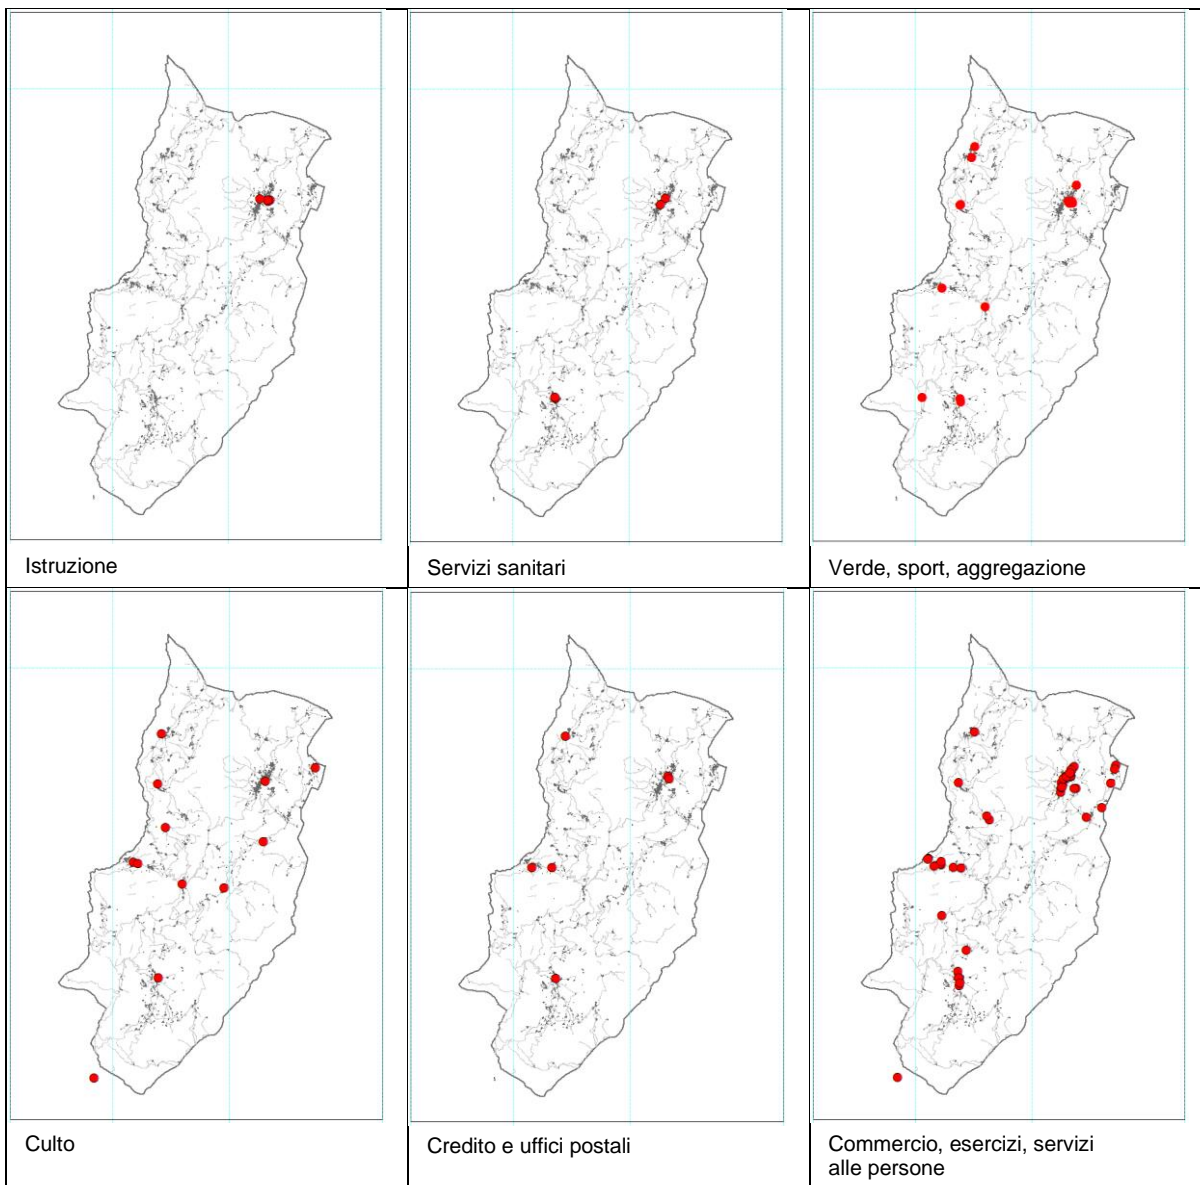 Istruzione
Servizi sanitari
Verde, sport, aggregazione
Culto
Credito e uffici postali
Commercio, esercizi, servizi
alle persone